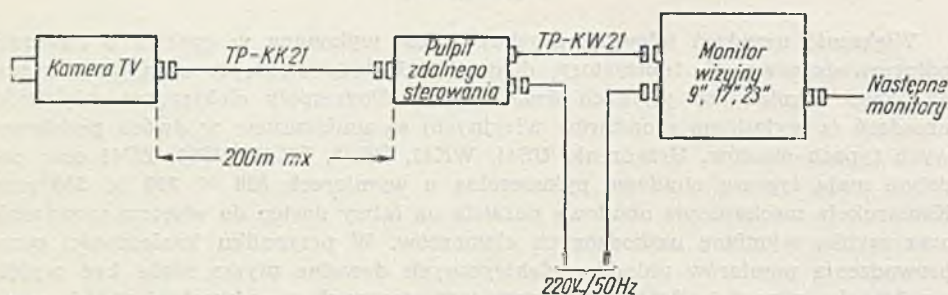 Kamera TV
TP-KK21
Pulpit
zdalnego
sterowania
TP-KW21
Monitor
wizyjny
9", 17", 23"
Następne
monitory
200m mx
220V~/50Hz